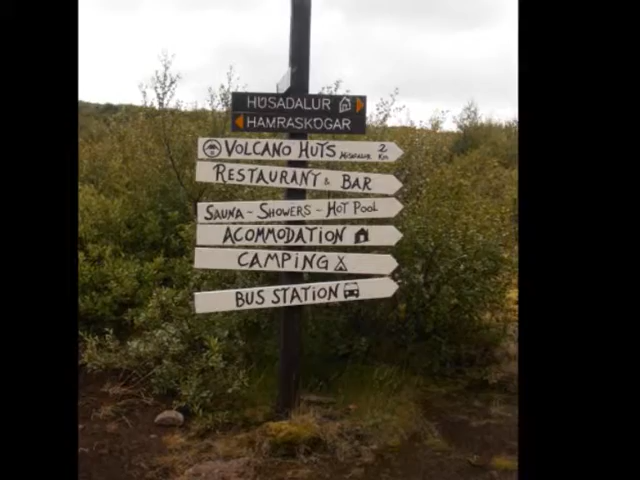 HÚSADALUR
HAMRASKÓGAR
VOLCANO HUTS HÚSADALUR 2 Km
RESTAURANT & BAR
SAUNA - SHOWERS - HOT POOL
ACOMMODATION
CAMPING
BUS STATION